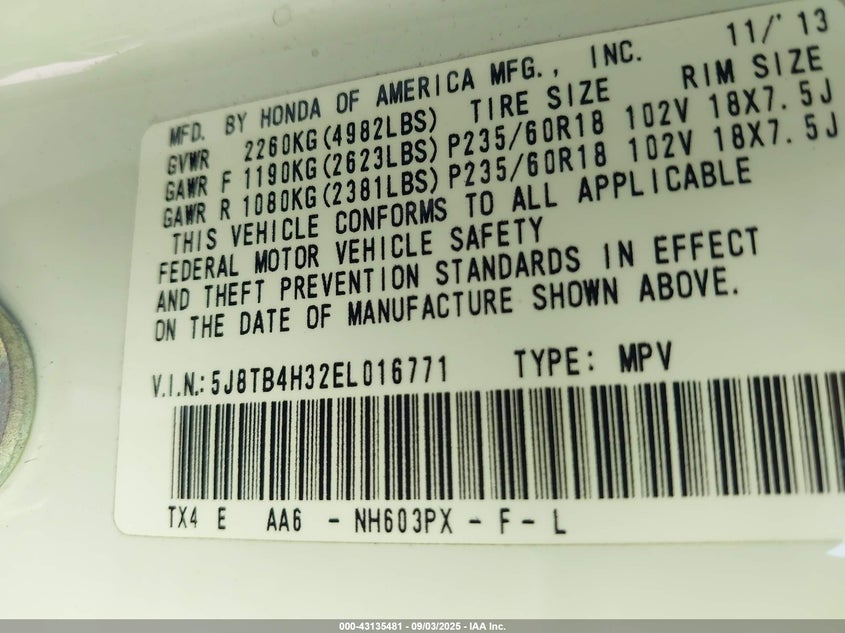 MFD. BY HONDA OF AMERICA MFG., INC. 11/'13
GVWR 2260KG(4982LBS) TIRE SIZE RIM SIZE
GAWR F 1190KG(2623LBS) P235/60R18 102V 18X7.5J
GAWR R 1080KG(2381LBS) P235/60R18 102V 18X7.5J
THIS VEHICLE CONFORMS TO ALL APPLICABLE
FEDERAL MOTOR VEHICLE SAFETY
AND THEFT PREVENTION STANDARDS IN EFFECT
ON THE DATE OF MANUFACTURE SHOWN ABOVE.
V.I.N.: 5J8TB4H32EL016771 TYPE: MPV
TX4 E AA6 - NH603PX - F - L
000-43135481 - 09/03/2025 - IAA Inc.